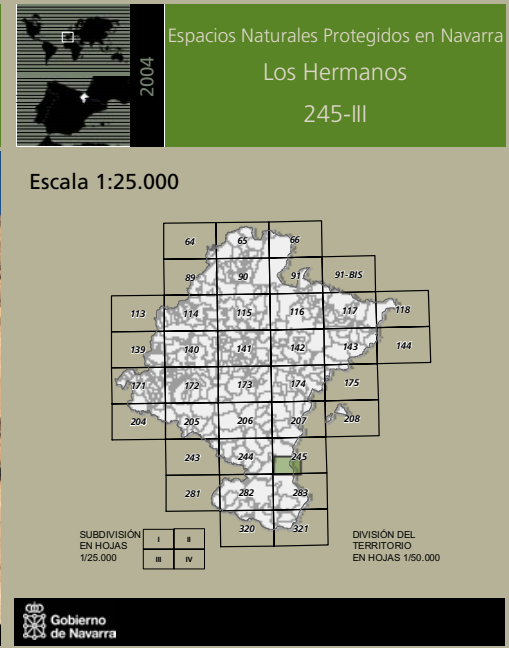 2004
Espacios Naturales Protegidos en Navarra
Los Hermanos
245-III
Escala 1:25.000
64 65 66
89 90 91 91-BIS
113 114 115 116 117 118
139 140 141 142 143 144
171 172 173 174 175
204 205 206 207 208
243 244 245
281 282 283
320 321
SUBDIVISIÓN
EN HOJAS
1/25.000
I II
III IV
DIVISIÓN DEL
TERRITORIO
EN HOJAS 1/50.000
Gobierno
de Navarra